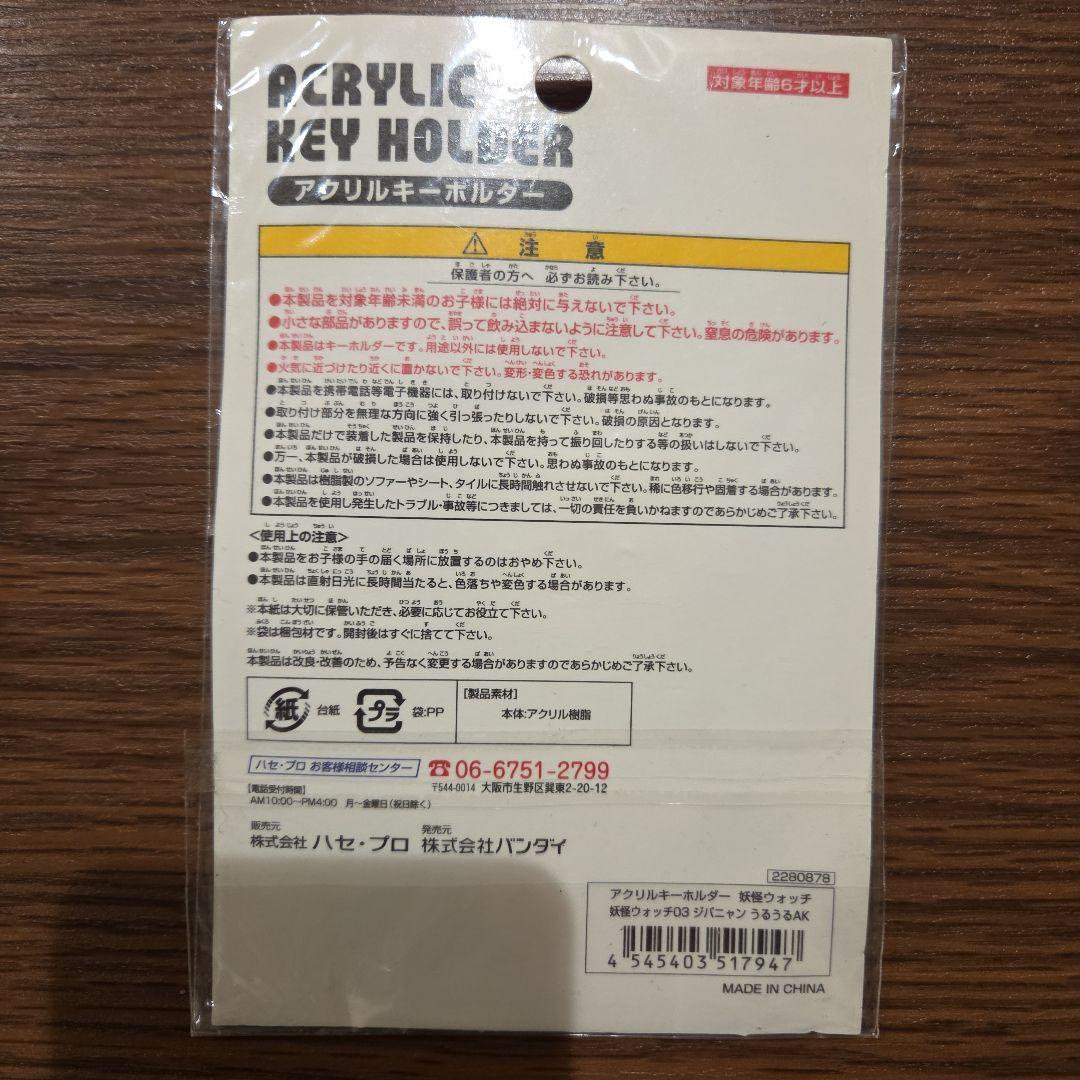 ACRYLIC
KEY HOLDER
アクリルキーホルダー
対象年齢6才以上
⚠ 注意
保護者の方へ 必ずお読み下さい。
●本製品を対象年齢未満のお子様には絶対に与えないで下さい。
●小さな部品がありますので、誤って飲み込まないように注意して下さい。窒息の危険があります。
●本製品はキーホルダーです。用途以外には使用しないで下さい。
●火気に近づけたり近くに置かないで下さい。変形・変色する恐れがあります。
●本製品を携帯電話等電子機器には、取り付けないで下さい。破損等思わぬ事故のもとになります。
●取り付け部分を無理な方向に強く引っ張ったりしないで下さい。破損の原因となります。
●本製品だけで装着した製品を保持したり、本製品を持って振り回したりする等の扱いはしないで下さい。
●万一、本製品が破損した場合は使用しないで下さい。思わぬ事故のもとになります。
●本製品は樹脂製のソファーやシート、タイルに長時間触れさせないで下さい。稀に色移行や固着する場合があります。
●本製品を使用し発生したトラブル・事故等につきましては、一切の責任を負いかねますのであらかじめご了承下さい。
<使用上の注意>
●本製品をお子様の手の届く場所に放置するのはおやめ下さい。
●本製品は直射日光に長時間当たると、色落ちや変色する場合があります。
※本紙は大切に保管いただき、必要に応じてお役立て下さい。
※袋は梱包材です。開封後はすぐに捨てて下さい。
本製品は改良・改善のため、予告なく変更する場合がありますのであらかじめご了承下さい。
紙 台紙 プラ 袋:PP
[製品素材]
本体:アクリル樹脂
ハセ・プロ お客様相談センター ☎06-6751-2799
〒544-0014 大阪市生野区巽東2-20-12
【電話受付時間】
AM10:00〜PM4:00 月〜金曜日(祝日除く)
販売元 発売元
株式会社 ハセ・プロ 株式会社バンダイ
2280878
アクリルキーホルダー 妖怪ウォッチ
妖怪ウォッチ03 ジバニャン うるうるAK
4 545403 517947
MADE IN CHINA